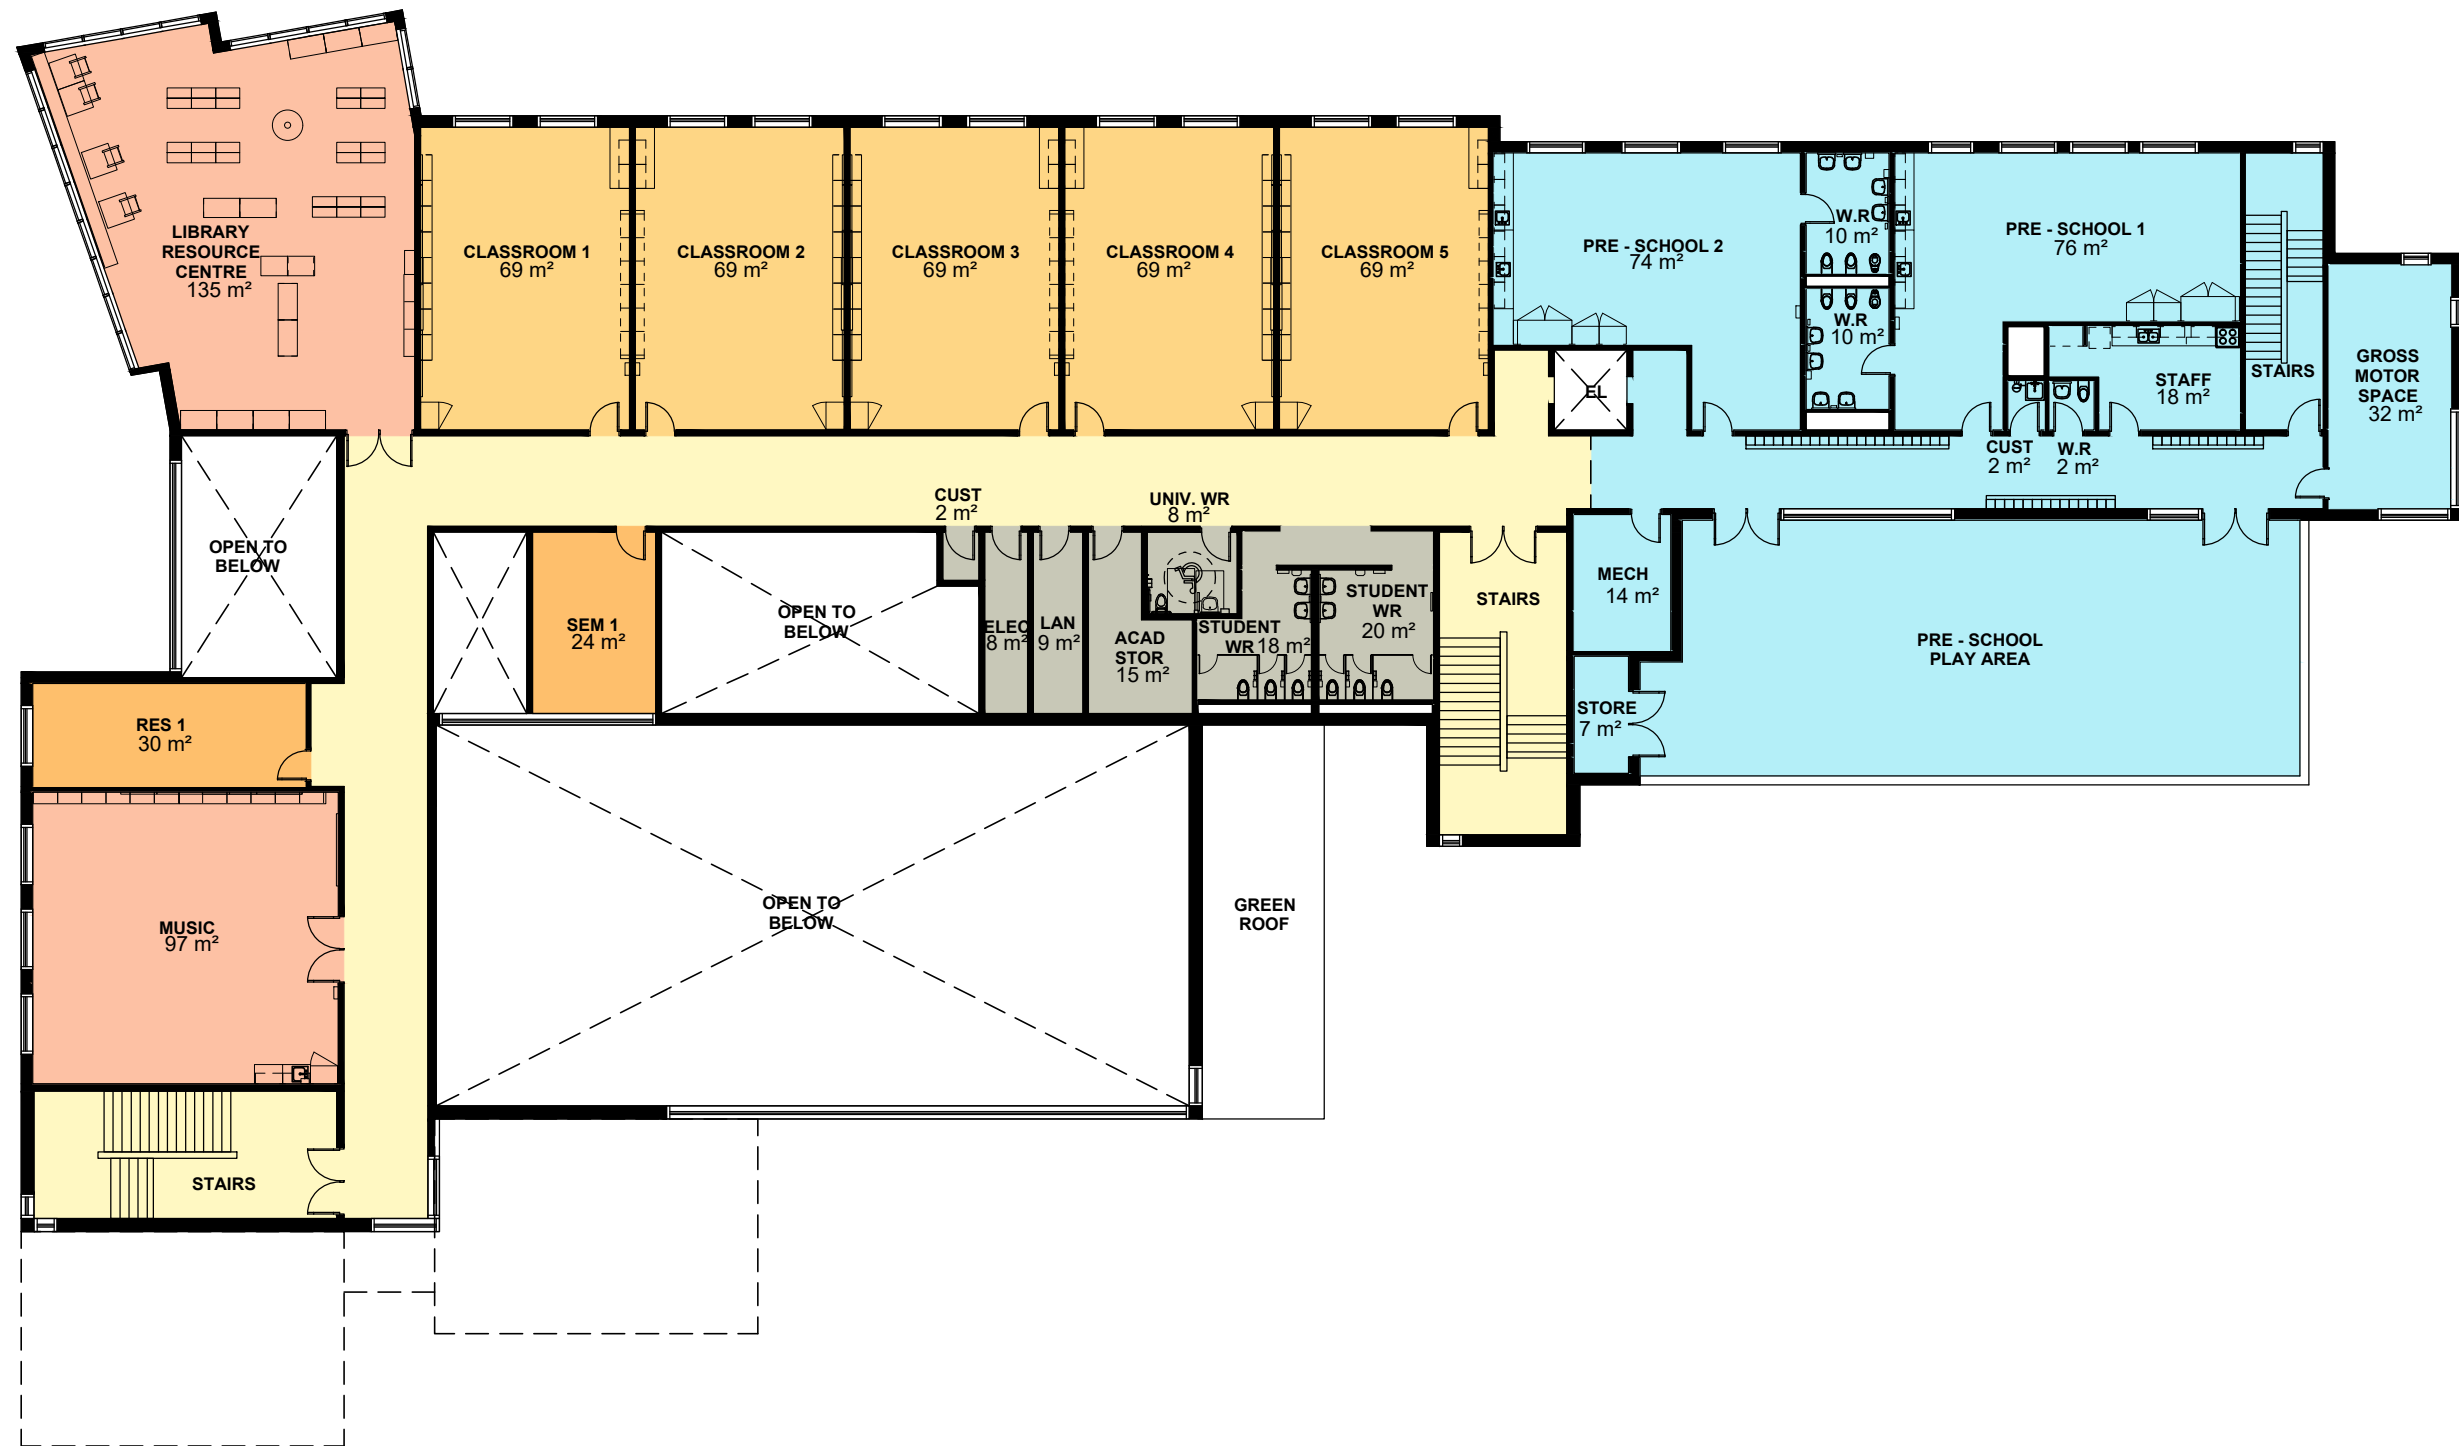 LIBRARY
RESOURCE
CENTRE
135 m²
CLASSROOM 1
69 m²
CLASSROOM 2
69 m²
CLASSROOM 3
69 m²
CLASSROOM 4
69 m²
CLASSROOM 5
69 m²
PRE - SCHOOL 2
74 m²
W.R
10 m²
W.R
10 m²
PRE - SCHOOL 1
76 m²
EL
STAFF
18 m²
STAIRS
GROSS
MOTOR
SPACE
32 m²
CUST
2 m²
W.R
2 m²
OPEN TO
BELOW
SEM 1
24 m²
OPEN TO
BELOW
CUST
2 m²
ELEC
8 m²
LAN
9 m²
ACAD
STOR
15 m²
UNIV. WR
8 m²
STUDENT
WR 18 m²
STUDENT
WR
20 m²
STAIRS
MECH
14 m²
STORE
7 m²
PRE - SCHOOL
PLAY AREA
RES 1
30 m²
MUSIC
97 m²
OPEN TO
BELOW
GREEN
ROOF
STAIRS